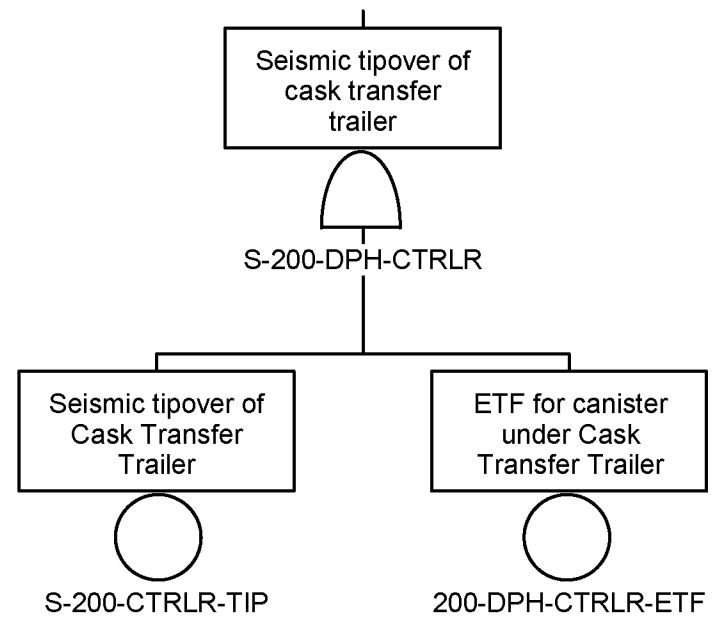 Seismic tipover of
cask transfer
trailer
S-200-DPH-CTRLR
Seismic tipover of
Cask Transfer
Trailer
S-200-CTRLR-TIP
ETF for canister
under Cask
Transfer Trailer
200-DPH-CTRLR-ETF